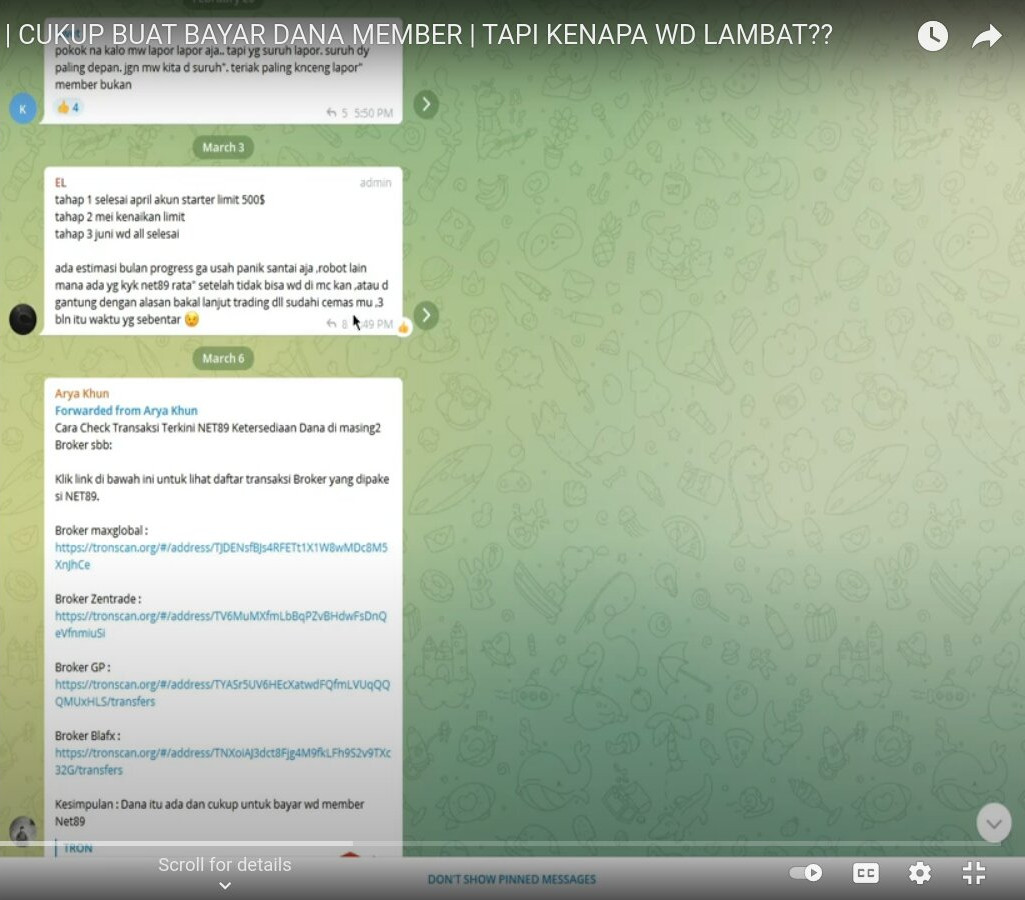 | CUKUP BUAT BAYAR DANA MEMBER | TAPI KENAPA WD LAMBAT??
pokok na kalo mw lapor lapor aja.. tapi yg suruh lapor. suruh dy
paling depan. jgn mw kita d suruh". teriak paling knceng lapor"
member bukan
K
4
5 5:50 PM
March 3
EL admin
tahap 1 selesai april akun starter limit 500$
tahap 2 mei kenaikan limit
tahap 3 juni wd all selesai
ada estimasi bulan progress ga usah panik santai aja ,robot lain
mana ada yg kyk net89 rata" setelah tidak bisa wd di mc kan ,atau d
gantung dengan alasan bakal lanjut trading dll sudahi cemas mu ,3
bln itu waktu yg sebentar 😉
8 :49 PM
March 6
Arya Khun
Forwarded from Arya Khun
Cara Check Transaksi Terkini NET89 Ketersediaan Dana di masing2
Broker sbb:
Klik link di bawah ini untuk lihat daftar transaksi Broker yang dipake
si NET89.
Broker maxglobal :
https://tronscan.org/#/address/TJDENsfBJs4RFETt1X1W8wMDc8M5
XnJhCe
Broker Zentrade :
https://tronscan.org/#/address/TV6MuMXfmLbBqPZvBHdwFsDnQ
eVfnmiuSi
Broker GP :
https://tronscan.org/#/address/TYASr5UV6HEcXatwdFQfmLVUqQQ
QMUxHLS/transfers
Broker Blafx :
https://tronscan.org/#/address/TNXoiAJ3dct8Fjg4M9fkLFh9S2v9TXc
32G/transfers
Kesimpulan : Dana itu ada dan cukup untuk bayar wd member
Net89
TRON
Scroll for details
DON'T SHOW PINNED MESSAGES
CC